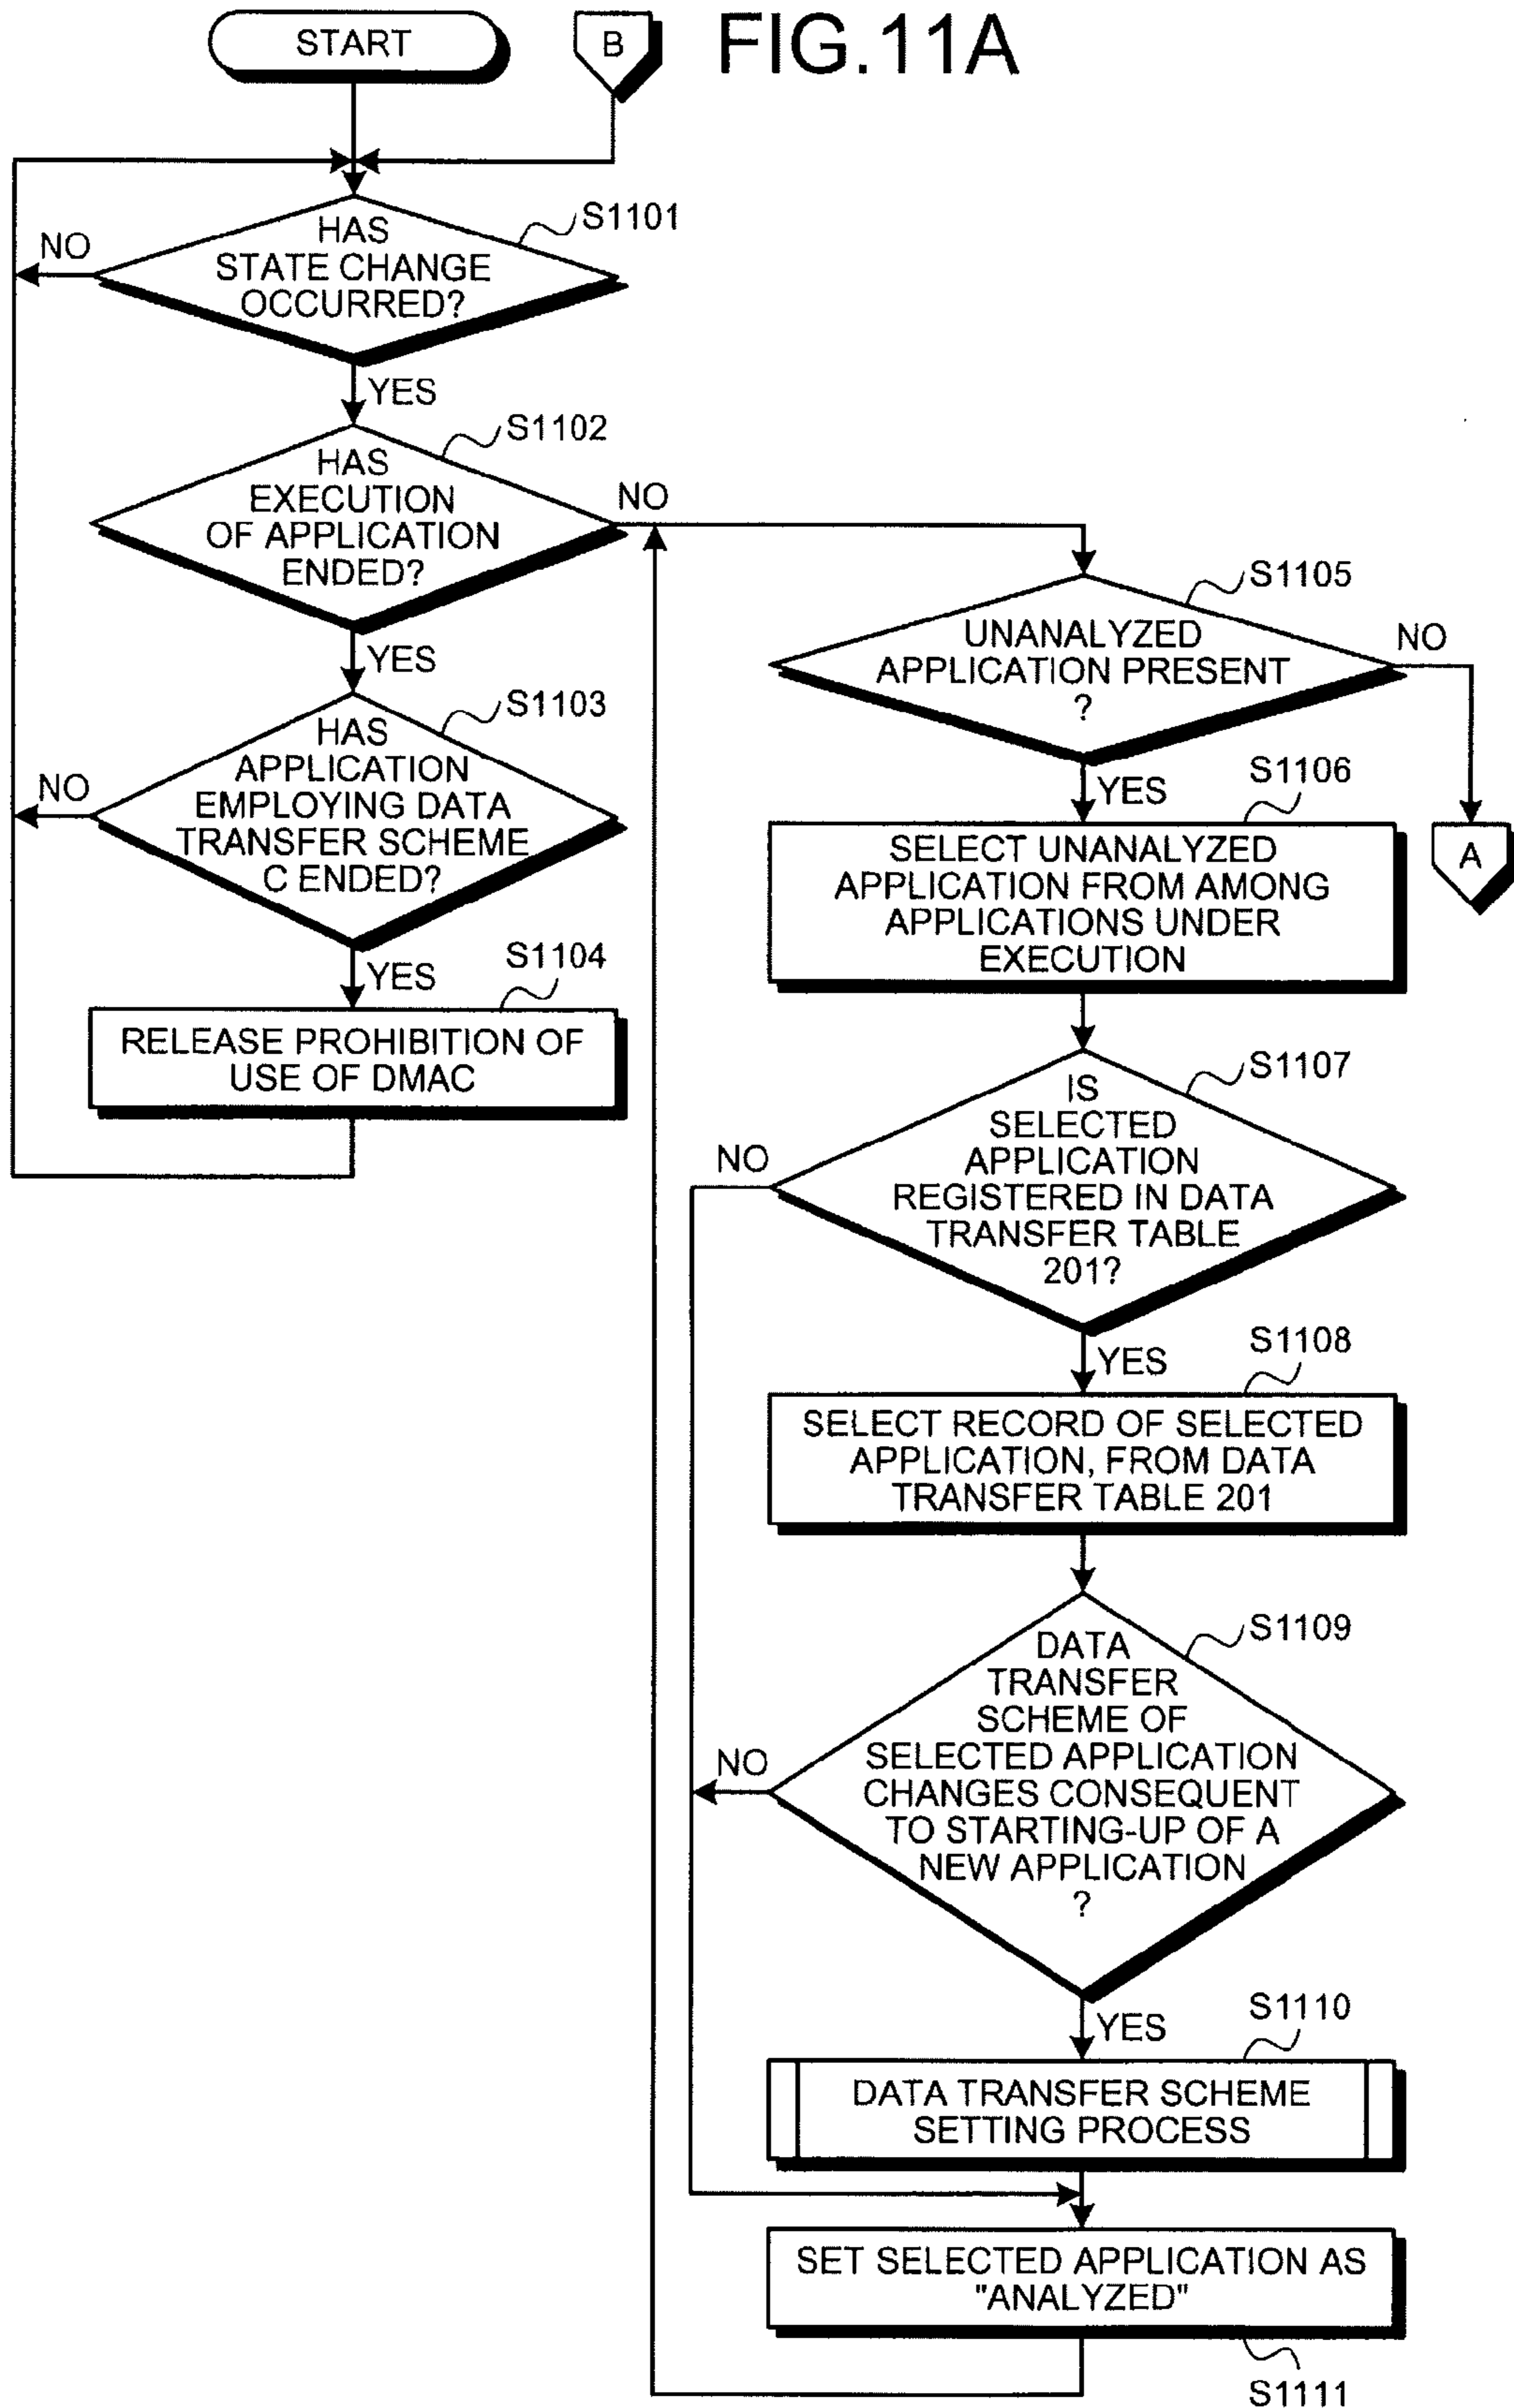 FIG.11A
START
B
HAS
STATE CHANGE
OCCURRED?
S1101
NO
YES
HAS
EXECUTION
OF APPLICATION
ENDED?
S1102
NO
YES
HAS
APPLICATION
EMPLOYING DATA
TRANSFER SCHEME
C ENDED?
S1103
NO
YES
S1104
RELEASE PROHIBITION OF
USE OF DMAC
S1105
UNANALYZED
APPLICATION PRESENT
?
NO
A
YES
S1106
SELECT UNANALYZED
APPLICATION FROM AMONG
APPLICATIONS UNDER
EXECUTION
S1107
IS
SELECTED
APPLICATION
REGISTERED IN DATA
TRANSFER TABLE
201?
NO
YES
S1108
SELECT RECORD OF SELECTED
APPLICATION, FROM DATA
TRANSFER TABLE 201
S1109
DATA
TRANSFER
SCHEME OF
SELECTED APPLICATION
CHANGES CONSEQUENT
TO STARTING-UP OF A
NEW APPLICATION
?
NO
YES
S1110
DATA TRANSFER SCHEME
SETTING PROCESS
SET SELECTED APPLICATION AS
"ANALYZED"
S1111